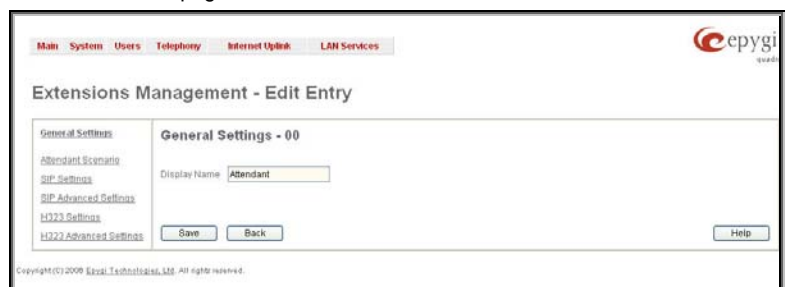 Main System Users Telephony Internet Uplink LAN Services
epygi
Extensions Management - Edit Entry
General Settings
Attendant Scenario
SIP Settings
SIP Advanced Settings
H323 Settings
H323 Advanced Settings
General Settings - 00
Display Name Attendant
Save Back Help
Copyright (C) 2008 Epygi Technologies, Ltd. All rights reserved.